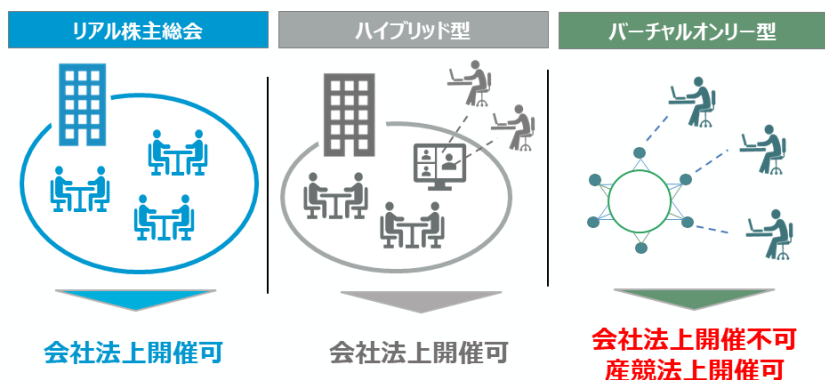 リアル株主総会
ハイブリッド型
バーチャルオンリー型
会社法上開催可
会社法上開催可
会社法上開催不可
産競法上開催可